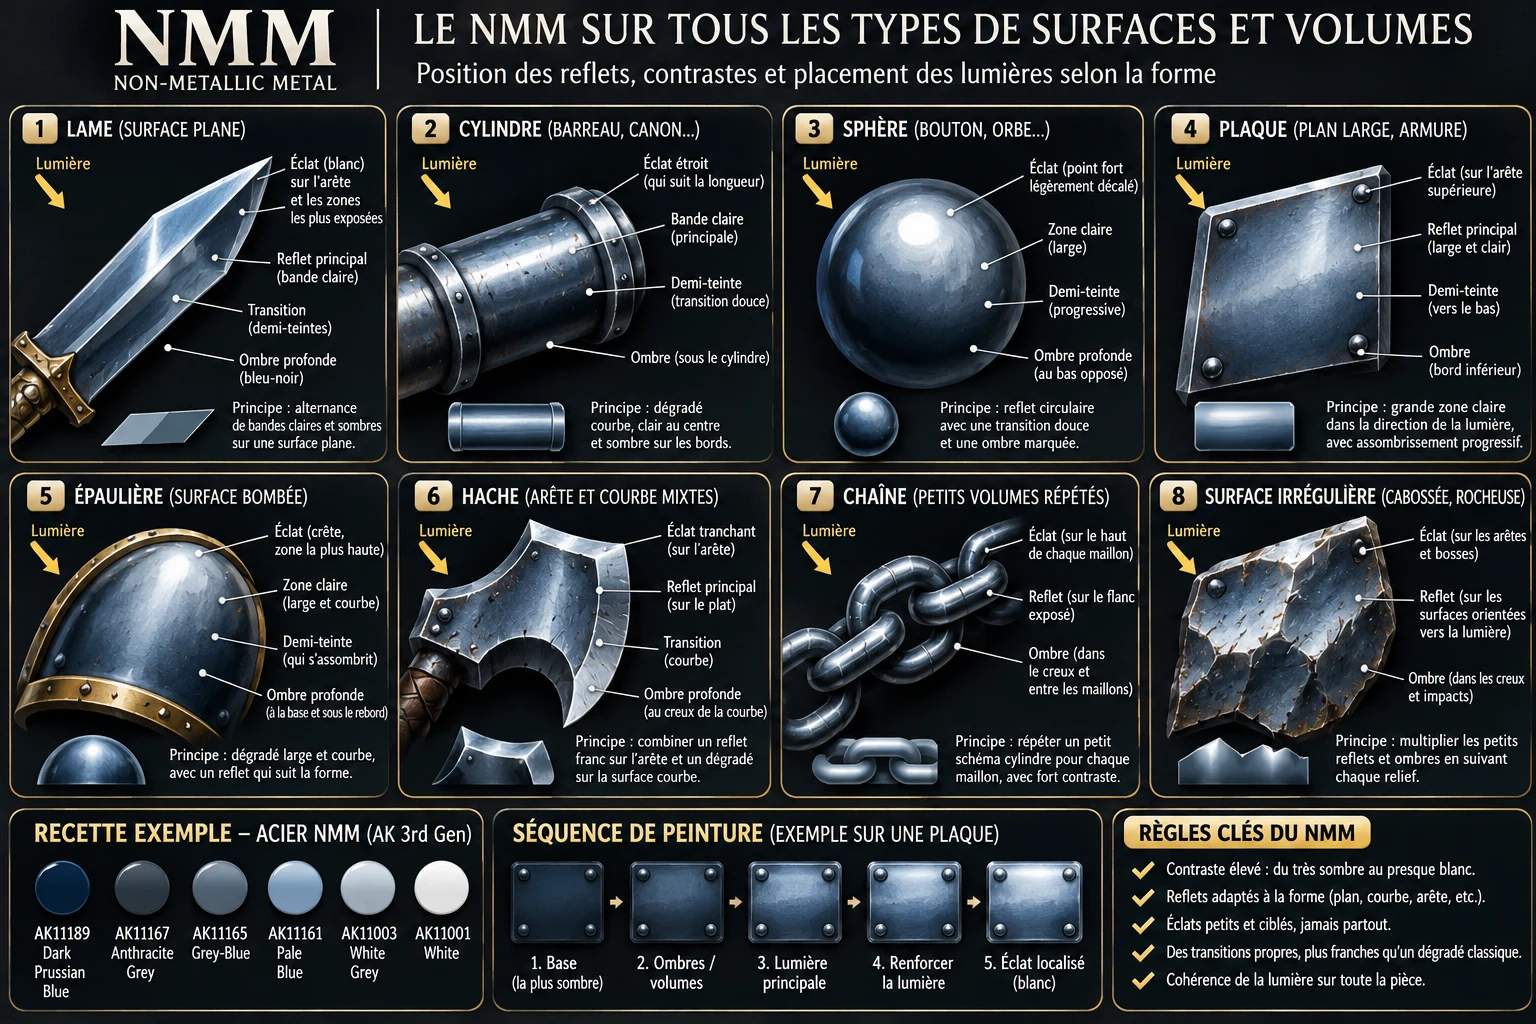 NMM
NON-METALLIC METAL
LE NMM SUR TOUS LES TYPES DE SURFACES ET VOLUMES
Position des reflets, contrastes et placement des lumières selon la forme
1 LAME (SURFACE PLANE)
Lumière
Éclat (blanc)
sur l'arête
et les zones
les plus exposées
Reflet principal
(bande claire)
Transition
(demi-teintes)
Ombre profonde
(bleu-noir)
Principe : alternance
de bandes claires et sombres
sur une surface plane.
2 CYLINDRE (BARREAU, CANON...)
Lumière
Éclat étroit
(qui suit la longueur)
Bande claire
(principale)
Demi-teinte
(transition douce)
Ombre (sous le cylindre)
Principe : dégradé
courbe, clair au centre
et sombre sur les bords.
3 SPHÈRE (BOUTON, ORBE...)
Lumière
Éclat (point fort
légèrement décalé)
Zone claire
(large)
Demi-teinte
(progressive)
Ombre profonde
(au bas opposé)
Principe : reflet circulaire
avec une transition douce
et une ombre marquée.
4 PLAQUE (PLAN LARGE, ARMURE)
Lumière
Éclat (sur l'arête
supérieure)
Reflet principal
(large et clair)
Demi-teinte
(vers le bas)
Ombre
(bord inférieur)
Principe : grande zone claire
dans la direction de la lumière,
avec assombrissement progressif.
5 ÉPAULIÈRE (SURFACE BOMBÉE)
Lumière
Éclat (crête,
zone la plus haute)
Zone claire
(large et courbe)
Demi-teinte
(qui s'assombrit)
Ombre profonde
(à la base et sous le rebord)
Principe : dégradé large et courbe,
avec un reflet qui suit la forme.
6 HACHE (ARÊTE ET COURBE MIXTES)
Lumière
Éclat tranchant
(sur l'arête)
Reflet principal
(sur le plat)
Transition
(courbe)
Ombre profonde
(au creux de la courbe)
Principe : combiner un reflet
franc sur l'arête et un dégradé
sur la surface courbe.
7 CHAÎNE (PETITS VOLUMES RÉPÉTÉS)
Lumière
Éclat (sur le haut
de chaque maillon)
Reflet (sur le flanc
exposé)
Ombre (dans
le creux et
entre les maillons)
Principe : répéter un petit
schéma cylindre pour chaque
maillon, avec fort contraste.
8 SURFACE IRRÉGULIÈRE (CABOSSÉE, ROCHEUSE)
Lumière
Éclat (sur les arêtes
et bosses)
Reflet (sur les
surfaces orientées
vers la lumière)
Ombre (dans les creux
et impacts)
Principe : multiplier les petits
reflets et ombres en suivant
chaque relief.
RECETTE EXEMPLE – ACIER NMM (AK 3rd Gen)
AK11189
Dark
Prussian
Blue
AK11167
Anthracite
Grey
AK11165
Grey-Blue
AK11161
Pale
Blue
AK11003
White
Grey
AK11001
White
SÉQUENCE DE PEINTURE (EXEMPLE SUR UNE PLAQUE)
1. Base
(la plus sombre)
2. Ombres /
volumes
3. Lumière
principale
4. Renforcer
la lumière
5. Éclat localisé
(blanc)
RÈGLES CLÉS DU NMM
Contraste élevé : du très sombre au presque blanc.
Reflets adaptés à la forme (plan, courbe, arête, etc.).
Éclats petits et ciblés, jamais partout.
Des transitions propres, plus franches qu'un dégradé classique.
Cohérence de la lumière sur toute la pièce.